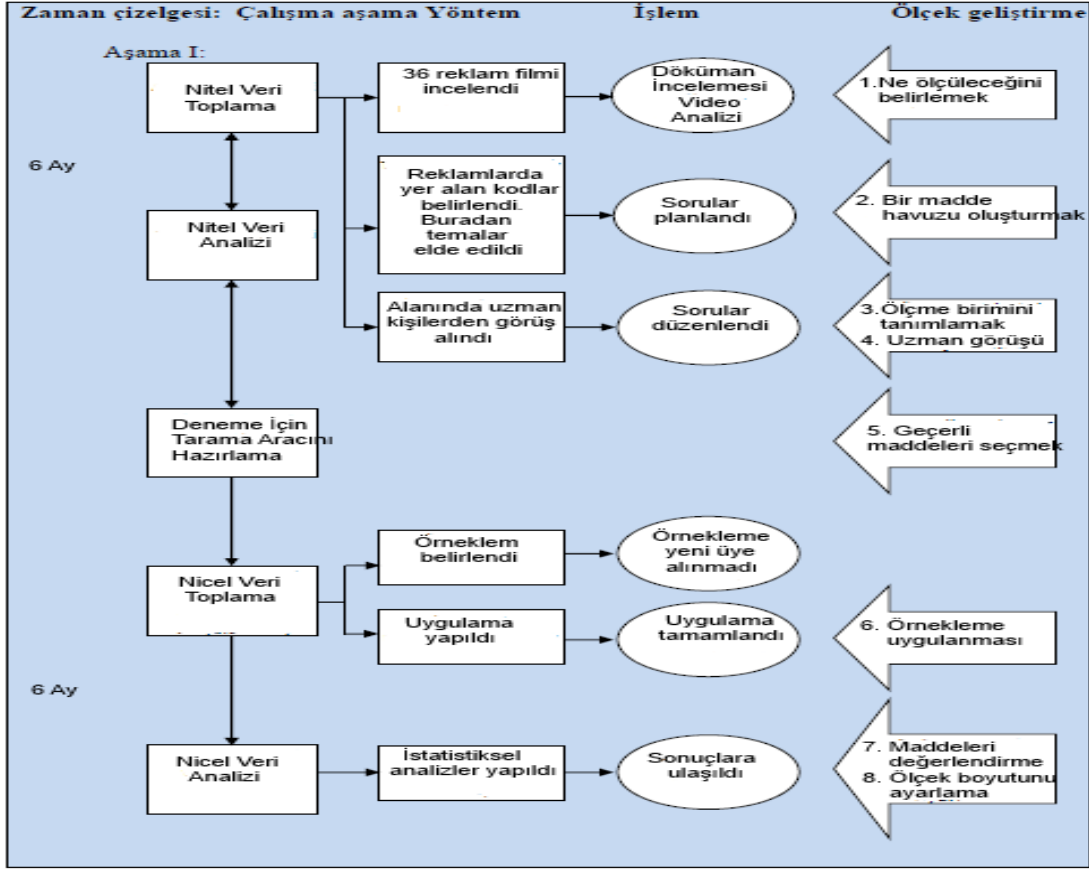 Zaman çizelgesi: Çalışma aşama Yöntem İşlem Ölçek geliştirme
Aşama I:
Nitel Veri
Toplama
36 reklam filmi
incelendi
Döküman
İncelemesi
Video
Analizi
1.Ne ölçüleceğini
belirlemek
6 Ay
Nitel Veri
Analizi
Reklamlarda
yer alan kodlar
belirlendi.
Buradan
temalar
elde edildi
Sorular
planlandı
2. Bir madde
havuzu oluşturmak
Alanında uzman
kişilerden görüş
alındı
Sorular
düzenlendi
3.Ölçme birimini
tanımlamak
4. Uzman görüşü
Deneme İçin
Tarama Aracını
Hazırlama
5. Geçerli
maddeleri seçmek
Nicel Veri
Toplama
Örneklem
belirlendi
Örnekleme
yeni üye
alınmadı
Uygulama
yapıldı
Uygulama
tamamlandı
6. Örnekleme
uygulanması
6 Ay
Nicel Veri
Analizi
İstatistiksel
analizler yapıldı
Sonuçlara
ulaşıldı
7. Maddeleri
değerlendirme
8. Ölçek boyutunu
ayarlama